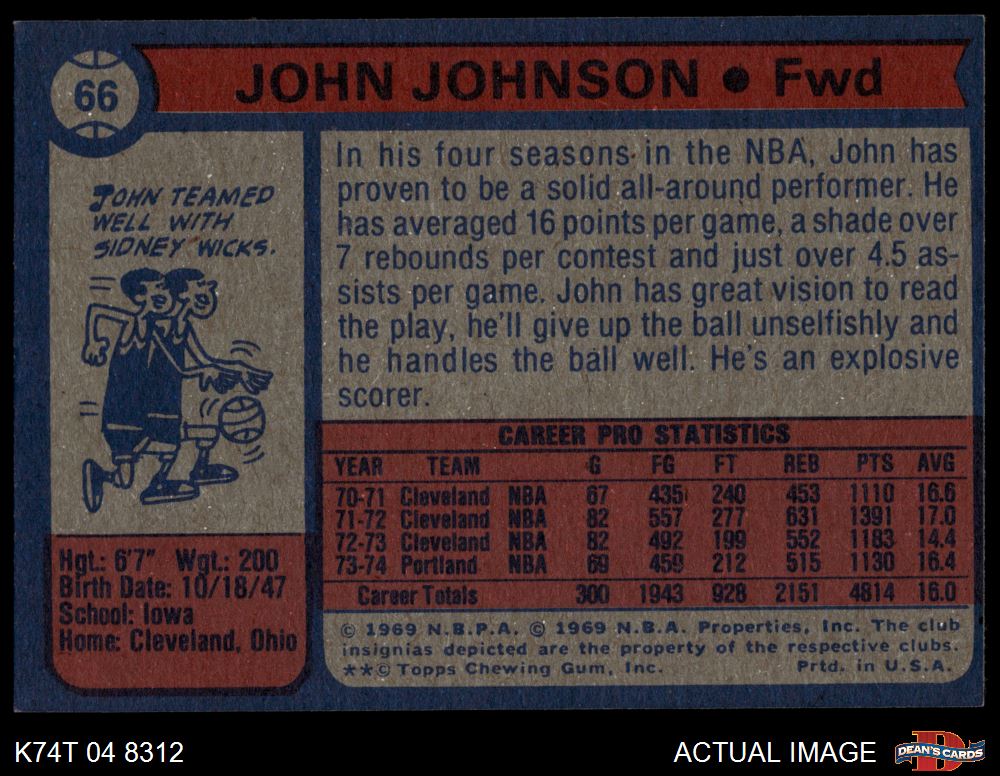 66
JOHN JOHNSON ● Fwd
JOHN TEAMED
WELL WITH
SIDNEY WICKS.
Hgt.: 6'7" Wgt.: 200
Birth Date: 10/18/47
School: Iowa
Home: Cleveland, Ohio
In his four seasons in the NBA, John has
proven to be a solid all-around performer. He
has averaged 16 points per game, a shade over
7 rebounds per contest and just over 4.5 as-
sists per game. John has great vision to read
the play, he'll give up the ball unselfishly and
he handles the ball well. He's an explosive
scorer.
CAREER PRO STATISTICS
YEAR TEAM G FG FT REB PTS AVG
70-71 Cleveland NBA 67 435 240 453 1110 16.6
71-72 Cleveland NBA 82 557 277 631 1391 17.0
72-73 Cleveland NBA 82 492 199 552 1183 14.4
73-74 Portland NBA 69 459 212 515 1130 16.4
Career Totals 300 1943 928 2151 4814 16.0
© 1969 N.B.P.A. © 1969 N.B.A. Properties, Inc. The club
insignias depicted are the property of the respective clubs.
**© Topps Chewing Gum, Inc. Prtd. in U.S.A.
K74T 04 8312 ACTUAL IMAGE
DEAN'S CARDS